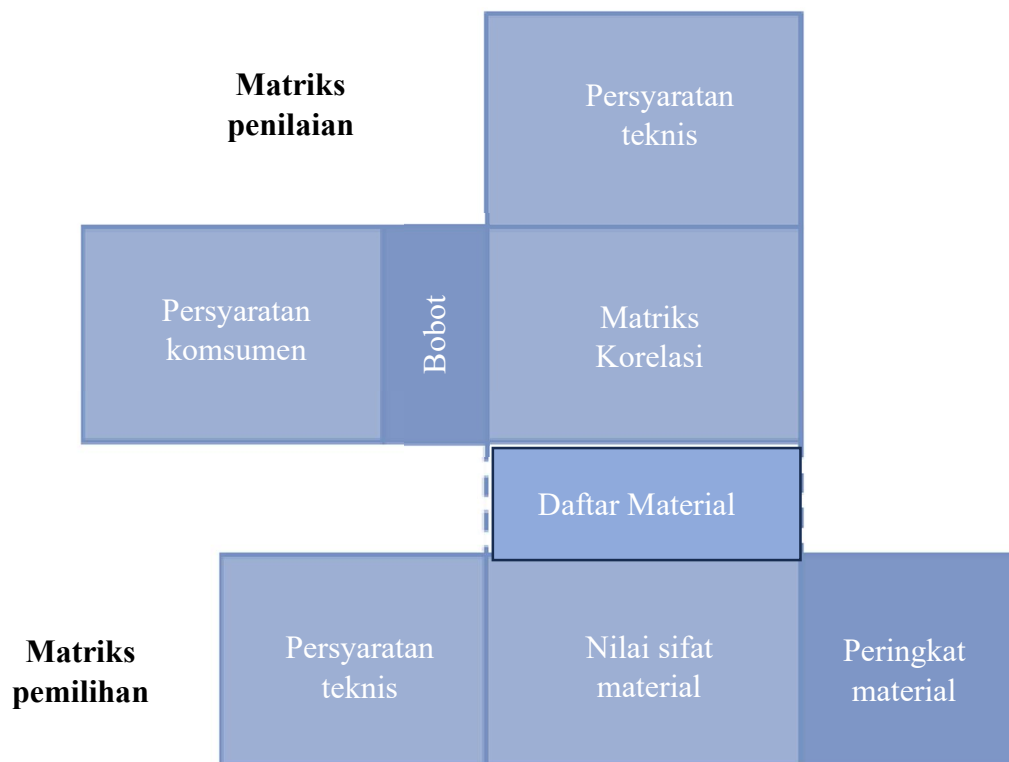 Matriks
penilaian
Persyaratan
teknis
Persyaratan
komsumen
Bobot
Matriks
Korelasi
Daftar Material
Matriks
pemilihan
Persyaratan
teknis
Nilai sifat
material
Peringkat
material